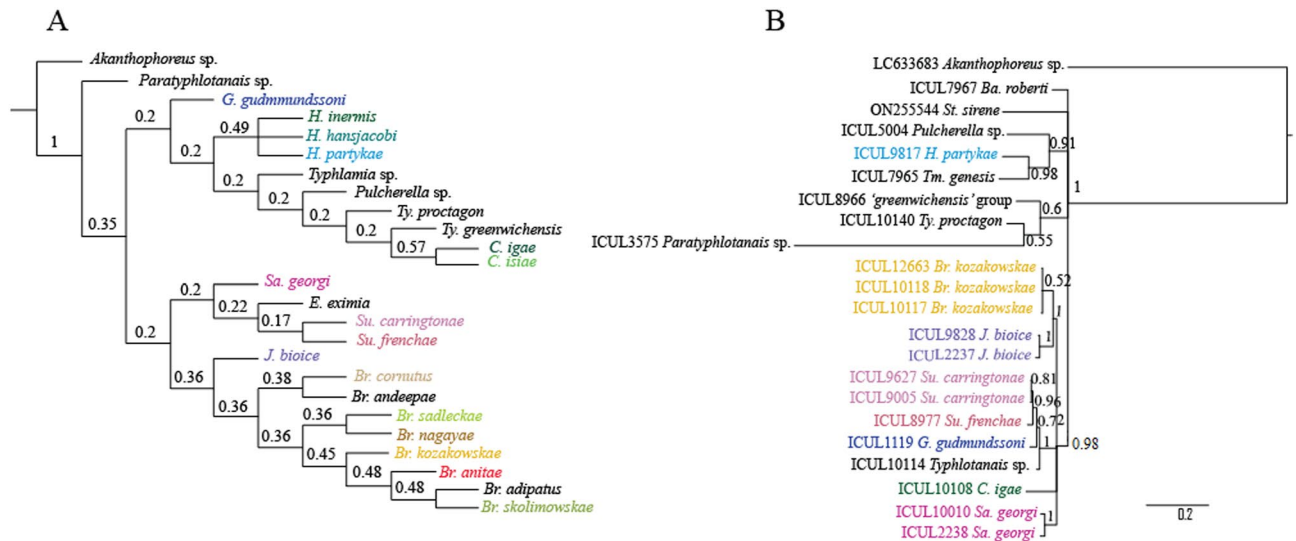 A
Akanthophoreus sp.
Paratyphlotanais sp.
G. gudmmundssoni
0.2
H. inermis
0.49
H. hansjacobi
1
0.2
H. partykae
0.2
Typhlamia sp.
0.2
Pulcherella sp.
0.35
0.2
Ty. proctagon
0.2
Ty. greenwichensis
0.57
C. igae
C. isiae
Sa. georgi
0.2
0.22
E. eximia
0.17
Su. carringtonae
0.2
Su. frenchae
J. bioice
0.36
0.38
Br. cornutus
0.36
Br. andeepae
0.36
Br. sadleckae
0.36
Br. nagayae
0.45
Br. kozakowskae
0.48
Br. anitae
0.48
Br. adipatus
Br. skolimowskae
B
LC633683 Akanthophoreus sp.
ICUL7967 Ba. roberti
ON255544 St. sirene
ICUL5004 Pulcherella sp.
0.91
ICUL9817 H. partykae
0.98
ICUL7965 Tm. genesis
1
ICUL8966 'greenwichensis' group
0.6
ICUL10140 Ty. proctagon
0.55
ICUL3575 Paratyphlotanais sp.
ICUL12663 Br. kozakowskae
0.52
ICUL10118 Br. kozakowskae
ICUL10117 Br. kozakowskae
1
ICUL9828 J. bioice
1
ICUL2237 J. bioice
ICUL9627 Su. carringtonae
0.81
ICUL9005 Su. carringtonae
0.96
ICUL8977 Su. frenchae
0.72
ICUL1119 G. gudmundssoni
1
0.98
ICUL10114 Typhlotanais sp.
ICUL10108 C. igae
ICUL10010 Sa. georgi
1
ICUL2238 Sa. georgi
0.2